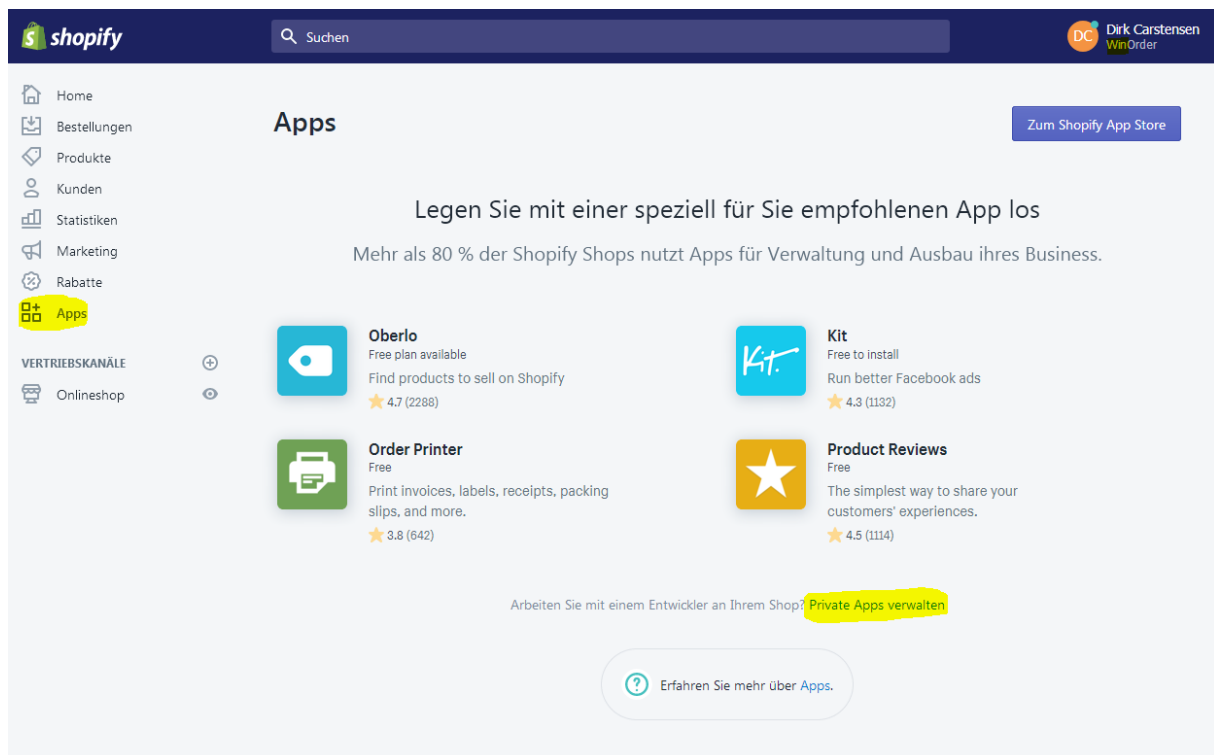 shopify
Suchen
DC
Dirk Carstensen
WinOrder
Home
Bestellungen
Produkte
Kunden
Statistiken
Marketing
Rabatte
Apps
VERTRIEBSKANÄLE
Onlineshop
Apps
Zum Shopify App Store
Legen Sie mit einer speziell für Sie empfohlenen App los
Mehr als 80 % der Shopify Shops nutzt Apps für Verwaltung und Ausbau ihres Business.
Oberlo
Free plan available
Find products to sell on Shopify
4.7 (2288)
Kit.
Kit
Free to install
Run better Facebook ads
4.3 (1132)
Order Printer
Free
Print invoices, labels, receipts, packing
slips, and more.
3.8 (642)
Product Reviews
Free
The simplest way to share your
customers' experiences.
4.5 (1114)
Arbeiten Sie mit einem Entwickler an Ihrem Shop? Private Apps verwalten
Erfahren Sie mehr über Apps.